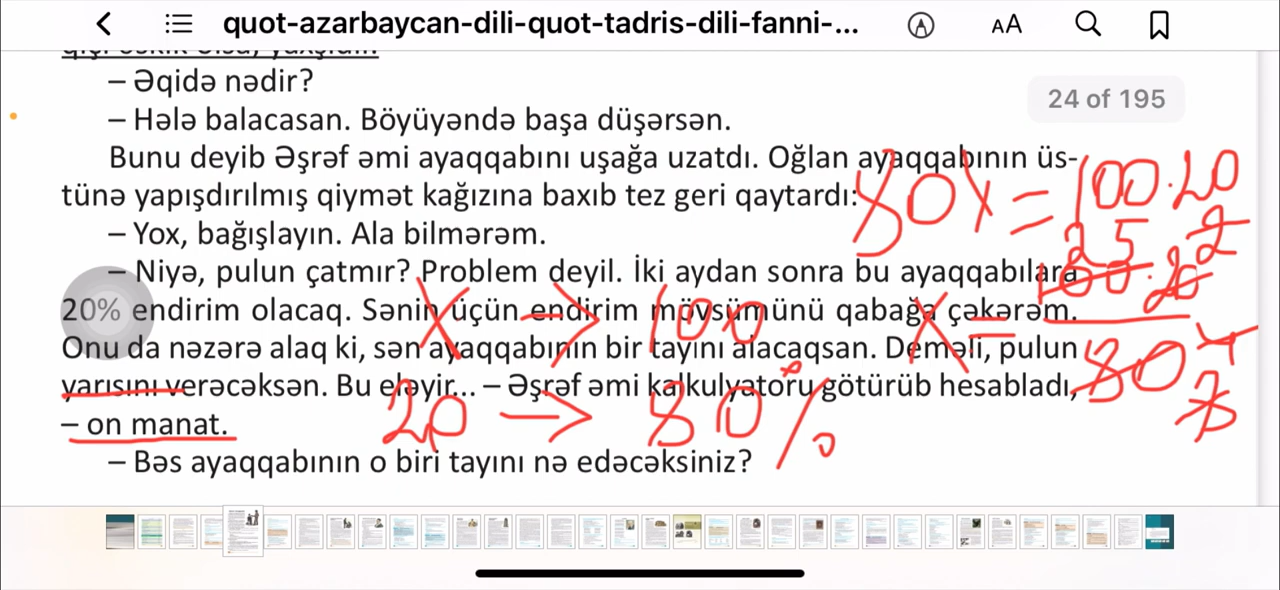 quot-azarbaycan-dili-quot-tadris-dili-fanni-...
AA
24 of 195
– Əqidə nədir?
– Hələ balacasan. Böyüyəndə başa düşərsən.
Bunu deyib Əşrəf əmi ayaqqabını uşağa uzatdı. Oğlan ayaqqabının üs-
tünə yapışdırılmış qiymət kağızına baxıb tez geri qaytardı:
– Yox, bağışlayın. Ala bilmərəm.
– Niyə, pulun çatmır? Problem deyil. İki aydan sonra bu ayaqqabılara
20% endirim olacaq. Sənin üçün endirim mövsümünü qabağa çəkərəm.
Onu da nəzərə alaq ki, sən ayaqqabının bir tayını alacaqsan. Deməli, pulun
yarısını verəcəksən. Bu eləyir... – Əşrəf əmi kalkulyatoru götürüb hesabladı,
– on manat.
– Bəs ayaqqabının o biri tayını nə edəcəksiniz?
80x = 100·20
x → 100
20 → 80%
x =
80